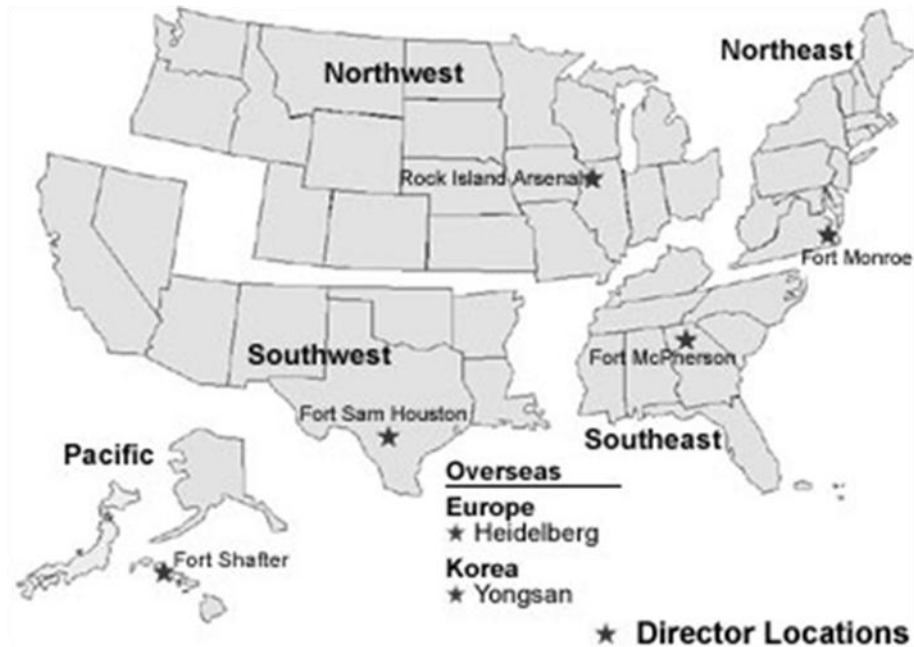 Northeast
Northwest
Rock Island Arsenal
Fort Monroe
Southwest
Fort McPherson
Fort Sam Houston
Southeast
Pacific
Overseas
Europe
Heidelberg
Fort Shafter
Korea
Yongsan
Director Locations